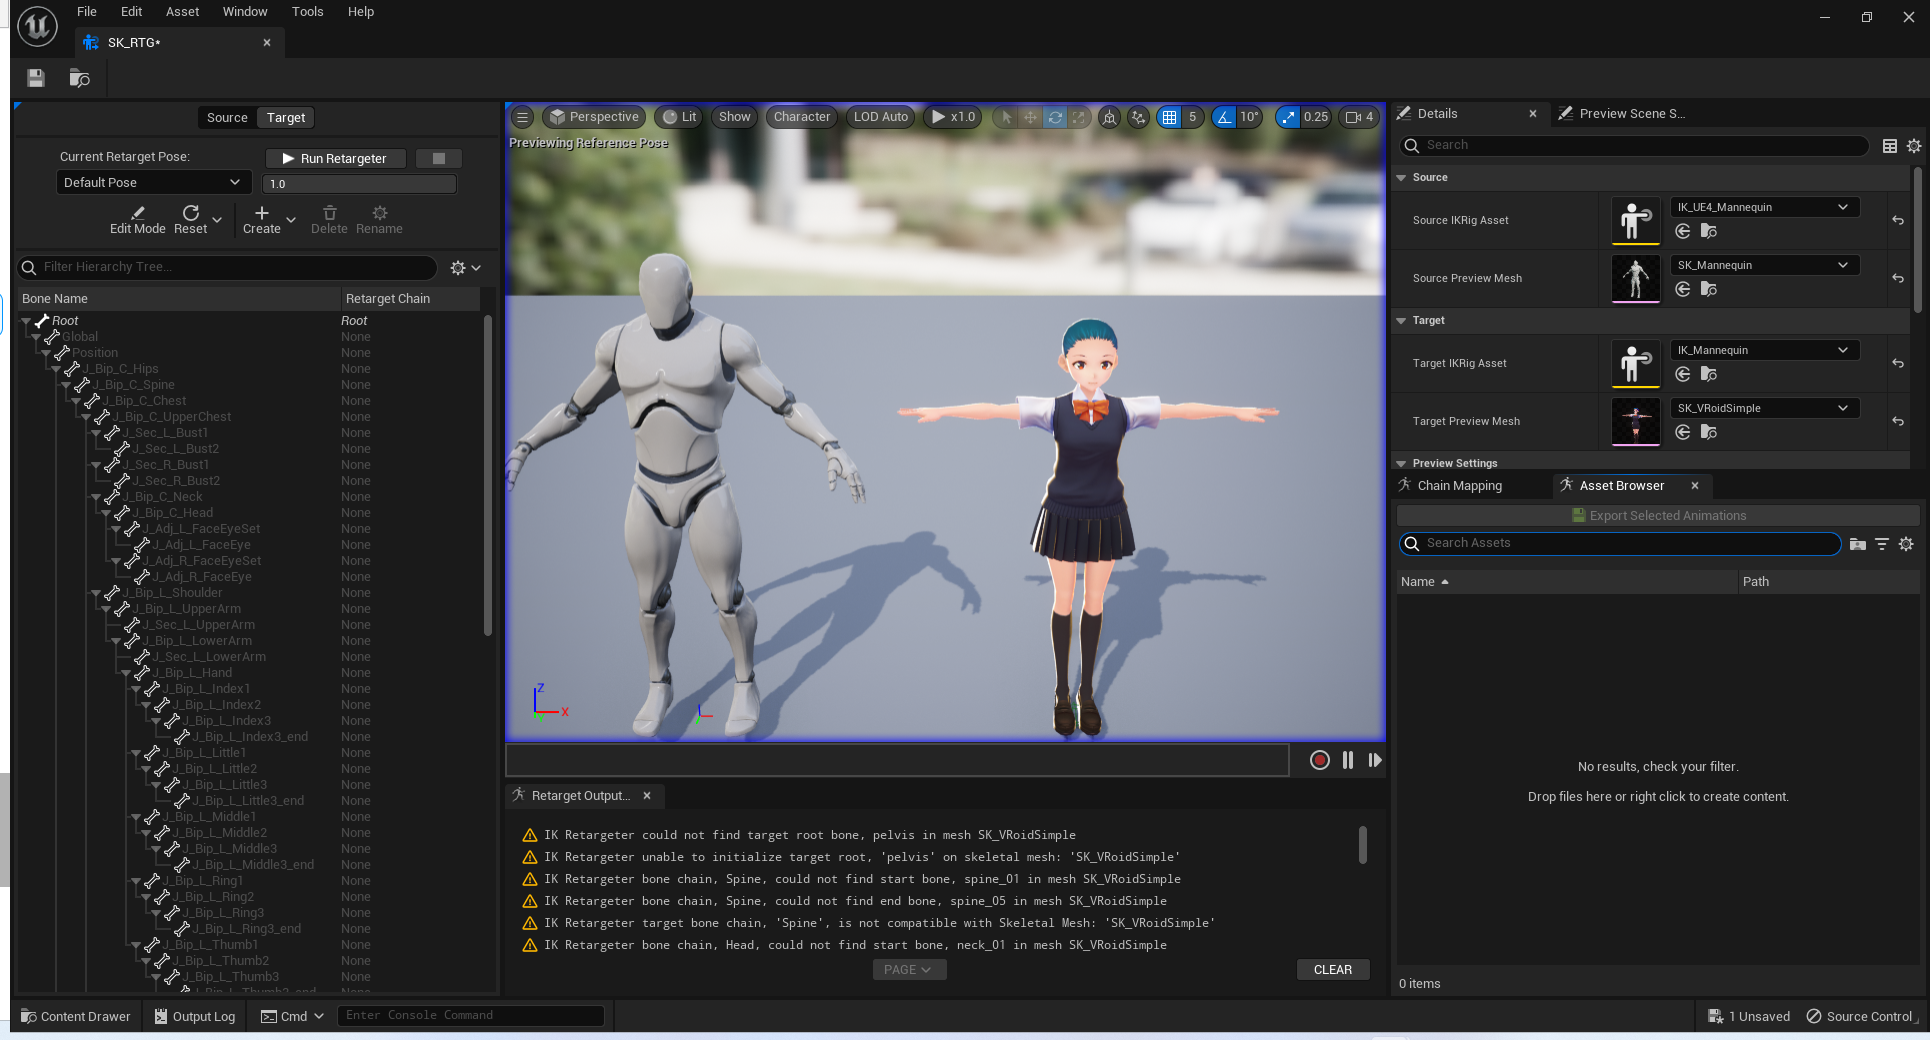 File Edit Asset Window Tools Help
SK_RTG*
Source Target
Current Retarget Pose:
Run Retargeter
Default Pose
1.0
Edit Mode Reset Create Delete Rename
Filter Hierarchy Tree...
Bone Name Retarget Chain
Root Root
Global None
Position None
J_Bip_C_Hips None
J_Bip_C_Spine None
J_Bip_C_Chest None
J_Bip_C_UpperChest None
J_Sec_L_Bust1 None
J_Sec_L_Bust2 None
J_Sec_R_Bust1 None
J_Sec_R_Bust2 None
J_Bip_C_Neck None
J_Bip_C_Head None
J_Adj_L_FaceEyeSet None
J_Adj_L_FaceEye None
J_Adj_R_FaceEyeSet None
J_Adj_R_FaceEye None
J_Bip_L_Shoulder None
J_Bip_L_UpperArm None
J_Sec_L_UpperArm None
J_Bip_L_LowerArm None
J_Sec_L_LowerArm None
J_Bip_L_Hand None
J_Bip_L_Index1 None
J_Bip_L_Index2 None
J_Bip_L_Index3 None
J_Bip_L_Index3_end None
J_Bip_L_Little1 None
J_Bip_L_Little2 None
J_Bip_L_Little3 None
J_Bip_L_Little3_end None
J_Bip_L_Middle1 None
J_Bip_L_Middle2 None
J_Bip_L_Middle3 None
J_Bip_L_Middle3_end None
J_Bip_L_Ring1 None
J_Bip_L_Ring2 None
J_Bip_L_Ring3 None
J_Bip_L_Ring3_end None
J_Bip_L_Thumb1 None
J_Bip_L_Thumb2 None
J_Bip_L_Thumb3 None
Perspective Lit Show Character LOD Auto x1.0 5 10° 0.25 4
Previewing Reference Pose
Z
X
Retarget Output...
IK Retargeter could not find target root bone, pelvis in mesh SK_VRoidSimple
IK Retargeter unable to initialize target root, 'pelvis' on skeletal mesh: 'SK_VRoidSimple'
IK Retargeter bone chain, Spine, could not find start bone, spine_01 in mesh SK_VRoidSimple
IK Retargeter bone chain, Spine, could not find end bone, spine_05 in mesh SK_VRoidSimple
IK Retargeter target bone chain, 'Spine', is not compatible with Skeletal Mesh: 'SK_VRoidSimple'
IK Retargeter bone chain, Head, could not find start bone, neck_01 in mesh SK_VRoidSimple
PAGE
CLEAR
Details Preview Scene S...
Search
Source
Source IKRig Asset IK_UE4_Mannequin
Source Preview Mesh SK_Mannequin
Target
Target IKRig Asset IK_Mannequin
Target Preview Mesh SK_VRoidSimple
Preview Settings
Chain Mapping Asset Browser
Export Selected Animations
Search Assets
Name Path
No results, check your filter.
Drop files here or right click to create content.
0 items
Content Drawer Output Log Cmd Enter Console Command 1 Unsaved Source Control